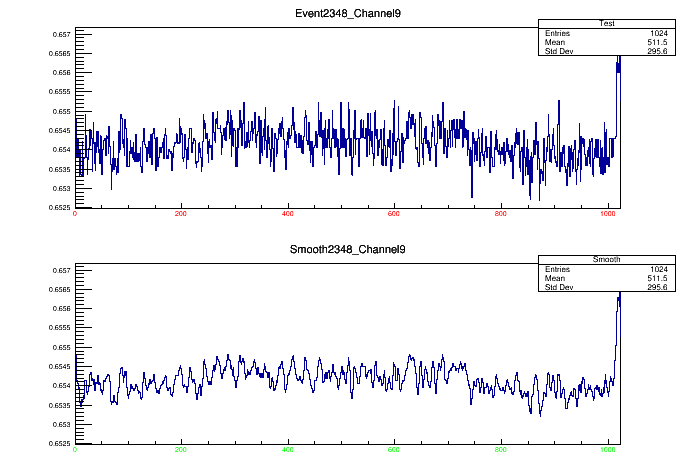 Event2348_Channel9
Test
Entries 1024
Mean 511.5
Std Dev 295.6
0.657
0.6565
0.656
0.6555
0.655
0.6545
0.654
0.6535
0.653
0.6525
0 200 400 600 800 1000
Smooth2348_Channel9
Smooth
Entries 1024
Mean 511.5
Std Dev 295.6
0.657
0.6565
0.656
0.6555
0.655
0.6545
0.654
0.6535
0.653
0.6525
0 200 400 600 800 1000